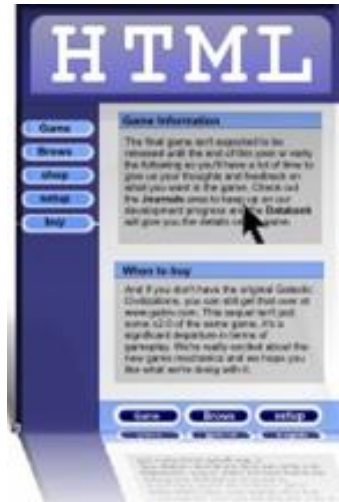 HTML
Game
Brows
shop
setup
buy
Game Information
The final game isn't expected to be
released until the end of this year or early
the following so you'll have a lot of time to
give us your thoughts and feedback on
what you want in the game. Check out
the Journals area to keep up on our
development progress and the Databank
will give you the details on game.
When to buy
And if you don't have the original Galactic
Civilizations, you can still get that over at
This sequel isn't just
some v2.0 of the same game, it's a
significant departure in terms of
gameplay. We're really excited about the
new game mechanics and we hope you
like what we're doing with it.
Game Brows setup